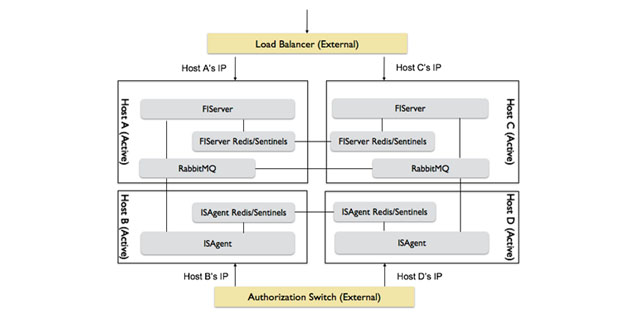 Load Balancer (External)
Host A's IP
Host C's IP
Host A (Active)
FIServer
FIServer Redis/Sentinels
RabbitMQ
FIServer
FIServer Redis/Sentinels
RabbitMQ
Host C (Active)
Host B (Active)
ISAgent Redis/Sentinels
ISAgent
ISAgent Redis/Sentinels
ISAgent
Host D (Active)
Host B's IP
Host D's IP
Authorization Switch (External)